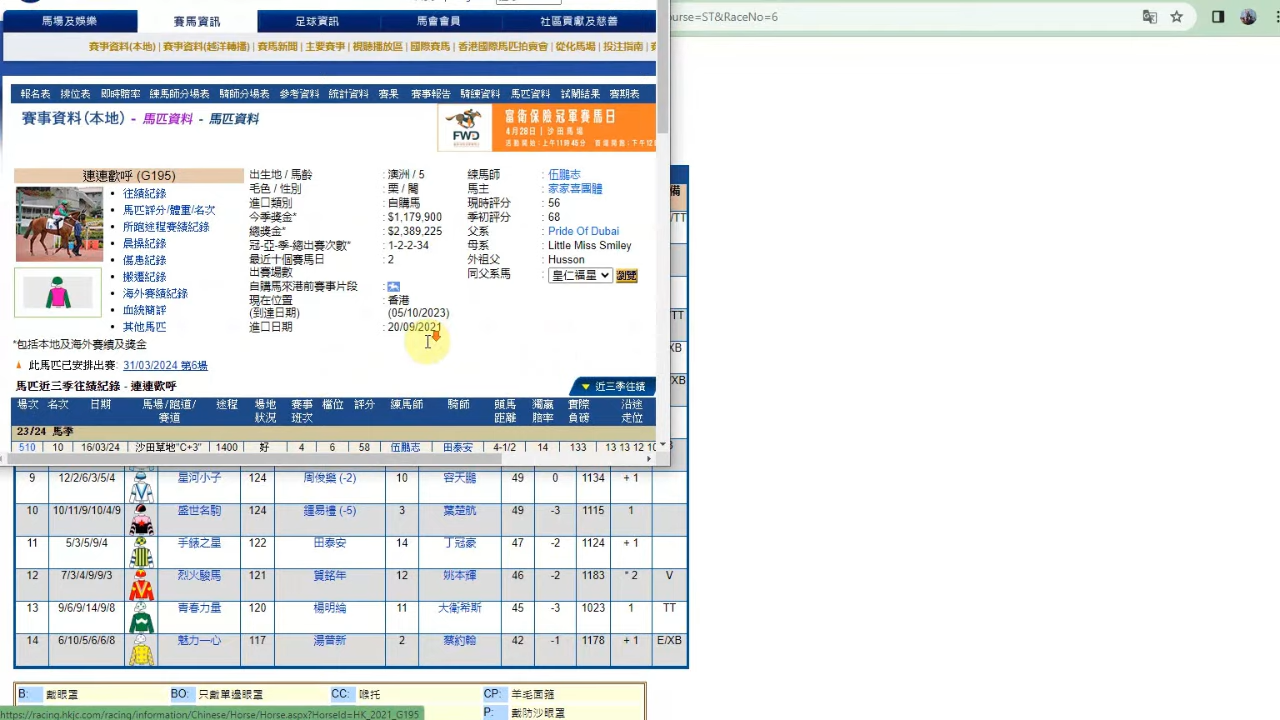 馬場及娛樂 賽馬資訊 足球資訊 馬會會員 社區貢獻及慈善
ourse=ST&RaceNo=6
賽事資料(本地) | 賽事資料(越洋轉播) | 賽馬新聞 | 主要賽事 | 視聽播放區 | 國際賽馬 | 香港國際馬匹拍賣會 | 從化馬場 | 投注指南 |
報名表 排位表 即時賠率 練馬師分場表 騎師分場表 參考資料 統計資料 賽果 賽事報告 騎練資料 馬匹資料 試閘結果 賽期表
賽事資料(本地) - 馬匹資料 - 馬匹資料
FWD
富衛保險冠軍賽馬日
4月28日 | 沙田馬場
連連歡呼 (G195)
往績紀錄
馬匹評分/體重/名次
所跑途程賽績紀錄
晨操紀錄
傷患紀錄
搬遷紀錄
海外賽績紀錄
血統簡評
其他馬匹
出生地 / 馬齡 : 澳洲 / 5
毛色 / 性別 : 栗 / 閹
進口類別 : 自購馬
今季獎金* : $1,179,900
總獎金* : $2,389,225
冠-亞-季-總出賽次數* : 1-2-2-34
最近十個賽馬日 : 2
出賽場數
自購馬來港前賽事片段 :
現在位置 : 香港
(到達日期) (05/10/2023)
進口日期 : 20/09/2021
練馬師 : 伍鵬志
馬主 : 家家喜團體
現時評分 : 56
季初評分 : 68
父系 : Pride Of Dubai
母系 : Little Miss Smiley
外祖父 : Husson
同父系馬 : 皇仁福星 瀏覽
*包括本地及海外賽績及獎金
此馬匹已安排出賽: 31/03/2024 第6場
馬匹近三季往績紀錄 - 連連歡呼
近三季往績
場次 名次 日期 馬場/跑道/賽道 途程 場地狀況 賽事班次 檔位 評分 練馬師 騎師 頭馬距離 獨贏賠率 實際負磅 沿途走位
23/24 馬季
510 10 16/03/24 沙田草地"C+3" 1400 好 4 6 58 伍鵬志 田泰安 4-1/2 14 133 13 13 12 10
備
/TT
TT
XB
/XB
9 12/2/6/3/5/4 星河小子 124 周俊樂 (-2) 10 容天鵬 49 0 1134 + 1
10 10/11/9/10/4/9 盛世名駒 124 鍾易禮 (-5) 3 葉楚航 49 -3 1115 1
11 5/3/5/9/4 手錶之星 122 田泰安 14 丁冠豪 47 -2 1124 + 1
12 7/3/4/9/9/3 烈火駿馬 121 賀銘年 12 姚本輝 46 -2 1183 * 2 V
13 9/6/9/14/9/8 青春力量 120 楊明綸 11 大衛希斯 45 -3 1023 1 TT
14 6/10/5/6/6/8 魅力一心 117 湯普新 2 蔡約翰 42 -1 1178 + 1 E/XB
B: 戴眼罩 BO: 只戴單邊眼罩 CC: 喉托 CP: 羊毛面箍
P: 戴防沙眼罩
https://racing.hkjc.com/racing/information/Chinese/Horse/Horse.aspx?HorseId=HK_2021_G195